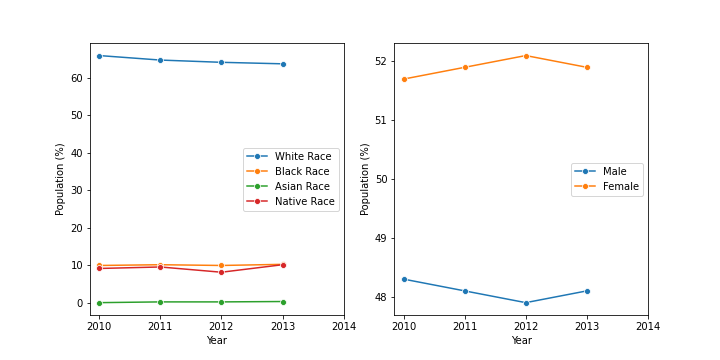 Population (%)
60
50
40
30
20
10
0
2010 2011 2012 2013 2014
Year
White Race
Black Race
Asian Race
Native Race
Population (%)
52
51
50
49
48
2010 2011 2012 2013 2014
Year
Male
Female